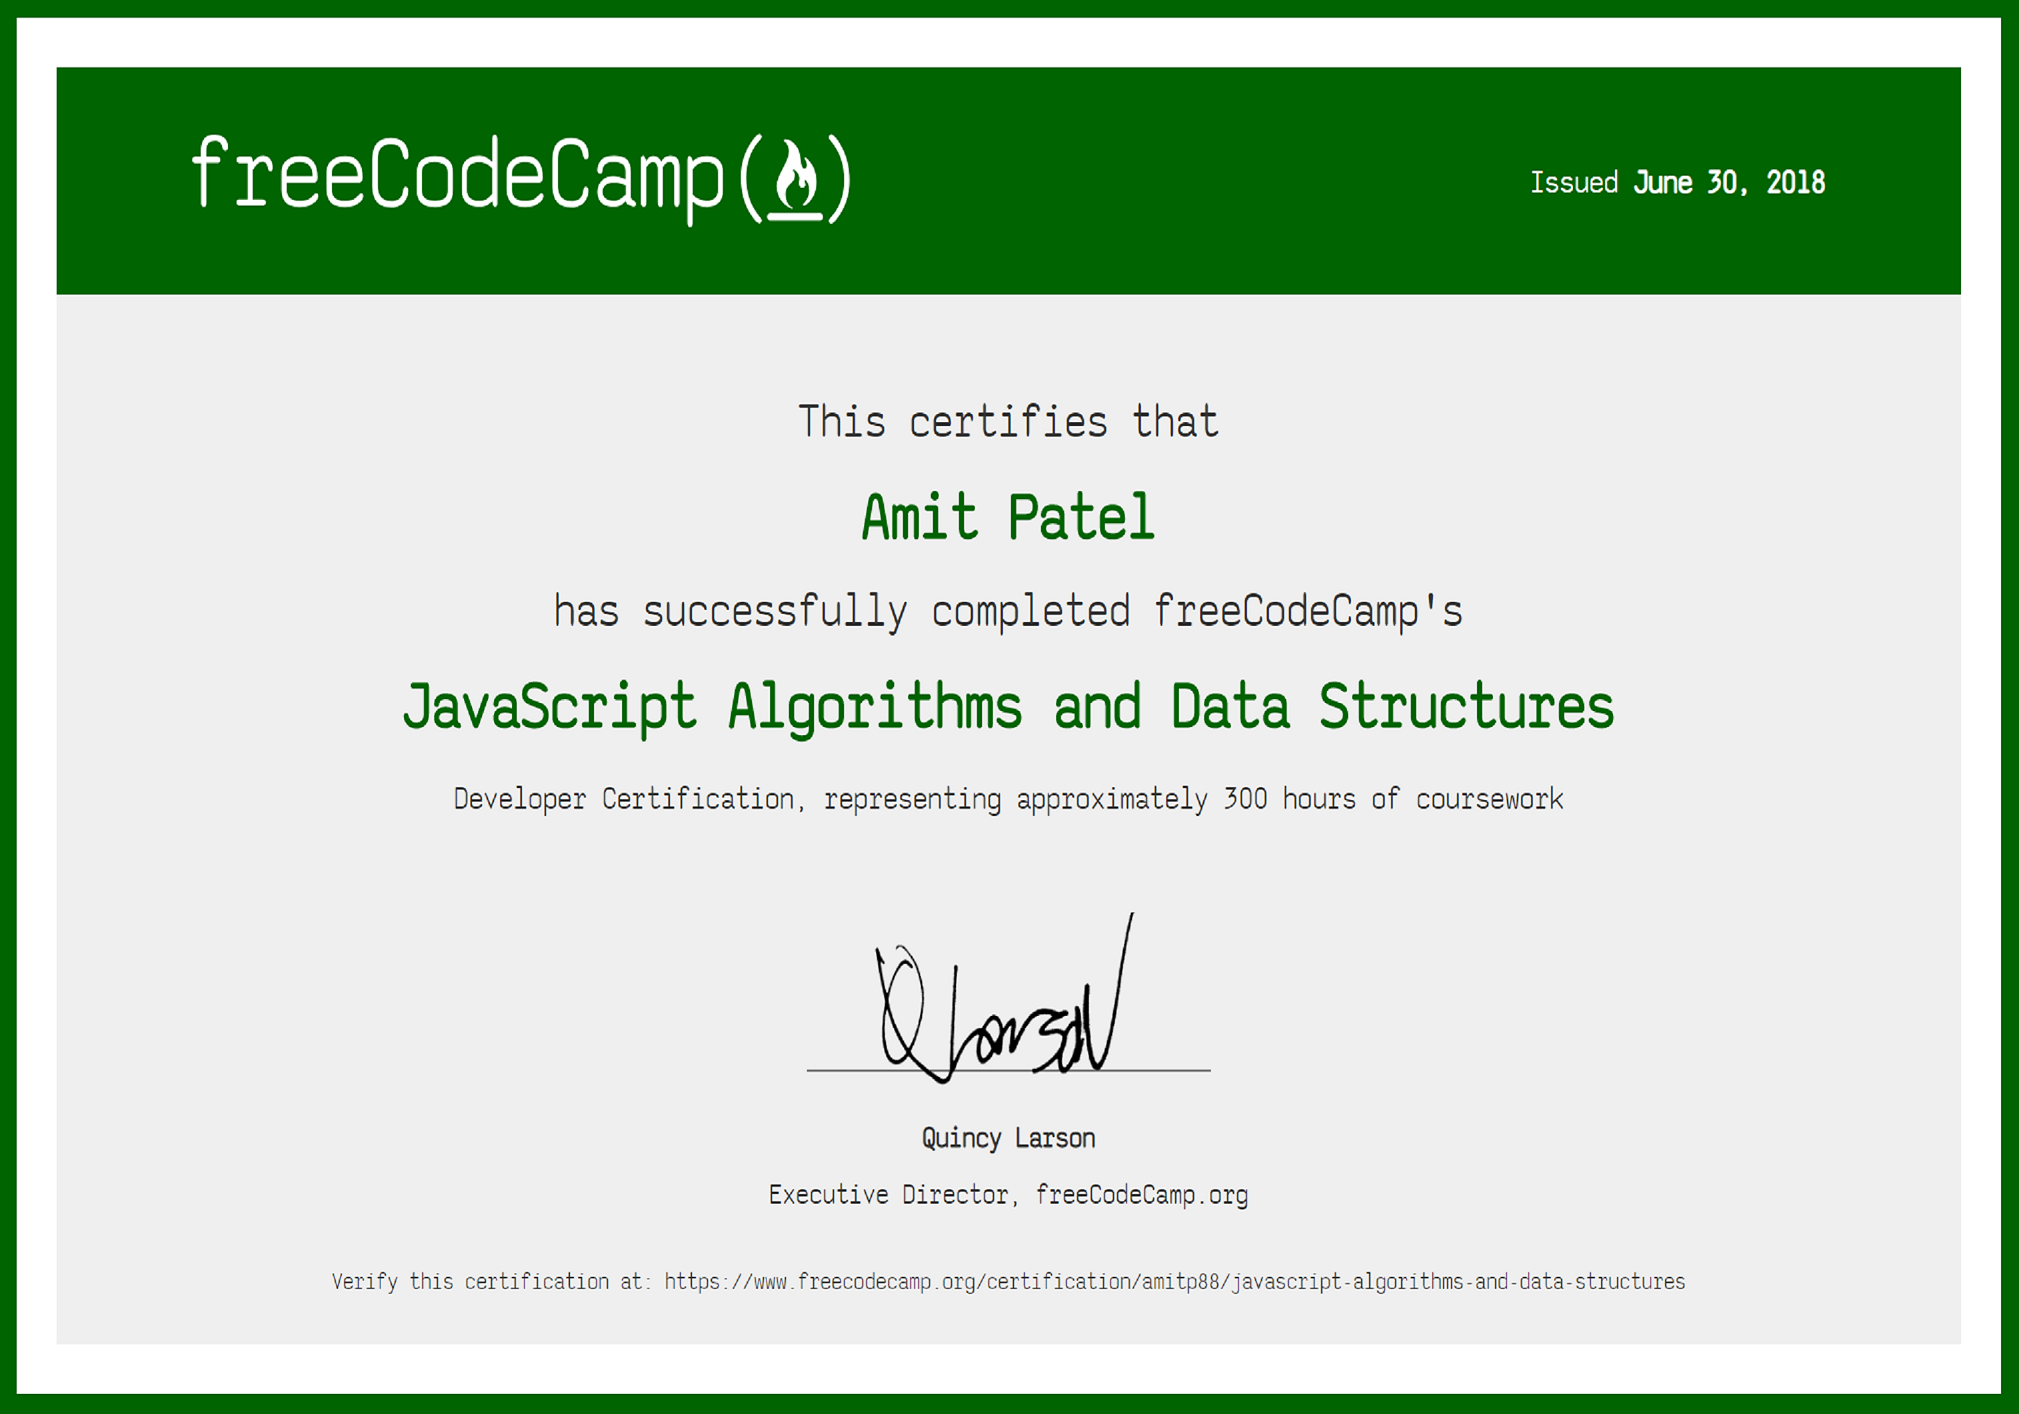 freeCodeCamp
Issued June 30, 2018
This certifies that
Amit Patel
has successfully completed freeCodeCamp's
JavaScript Algorithms and Data Structures
Developer Certification, representing approximately 300 hours of coursework
Q Larson
Quincy Larson
Executive Director, freeCodeCamp.org
Verify this certification at: https://www.freecodecamp.org/certification/amitp88/javascript-algorithms-and-data-structures